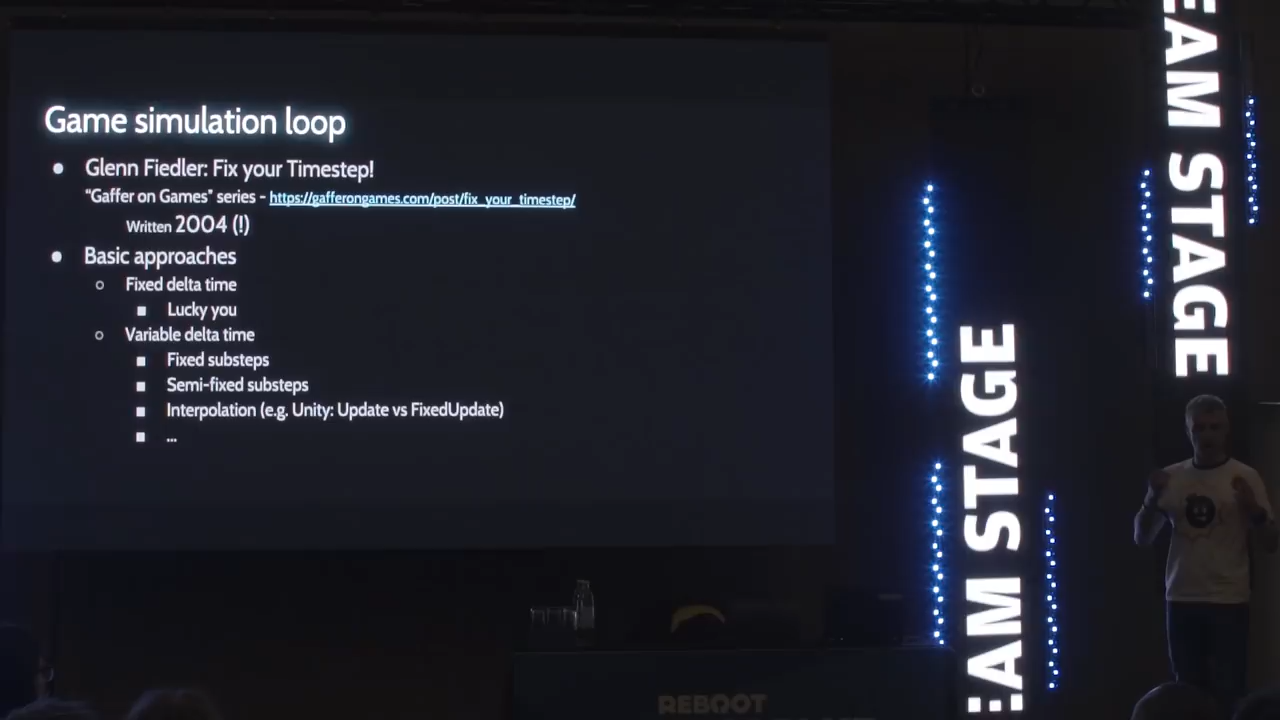 Game simulation loop
● Glenn Fiedler: Fix your Timestep!
"Gaffer on Games" series - https://gafferongames.com/post/fix_your_timestep/
Written 2004 (!)
● Basic approaches
○ Fixed delta time
■ Lucky you
○ Variable delta time
■ Fixed substeps
■ Semi-fixed substeps
■ Interpolation (e.g. Unity: Update vs FixedUpdate)
■ ...
EAM STAGE
EAM STAGE
REBOOT